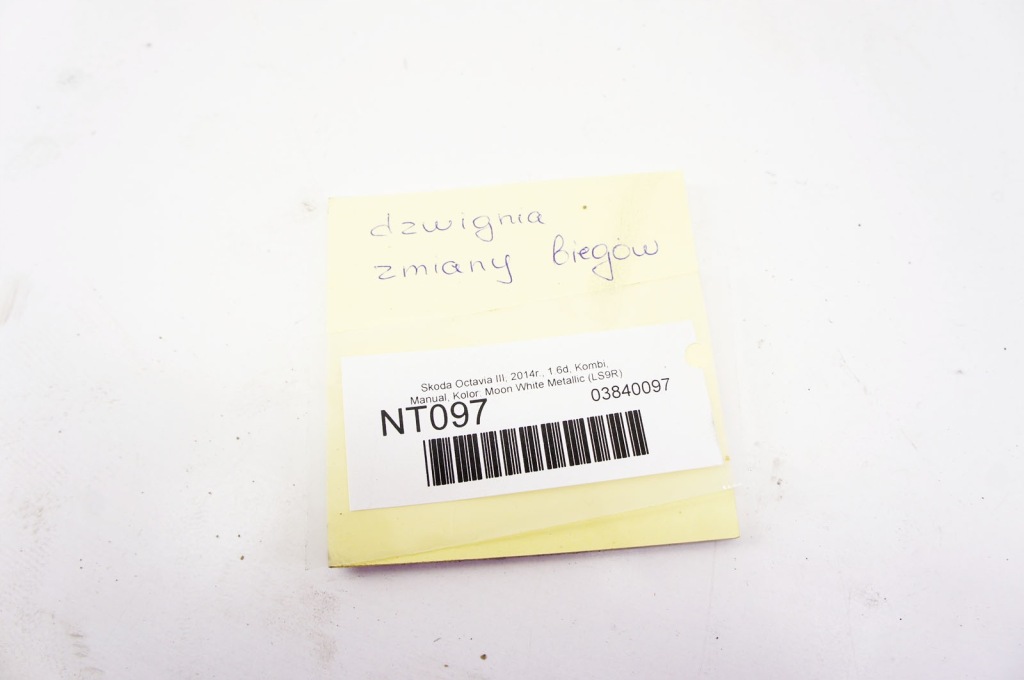 dzwignia
zmiany biegów
Skoda Octavia III, 2014r., 1.6d, Kombi,
Manual, Kolor: Moon White Metallic (LS9R)
NT097 03840097